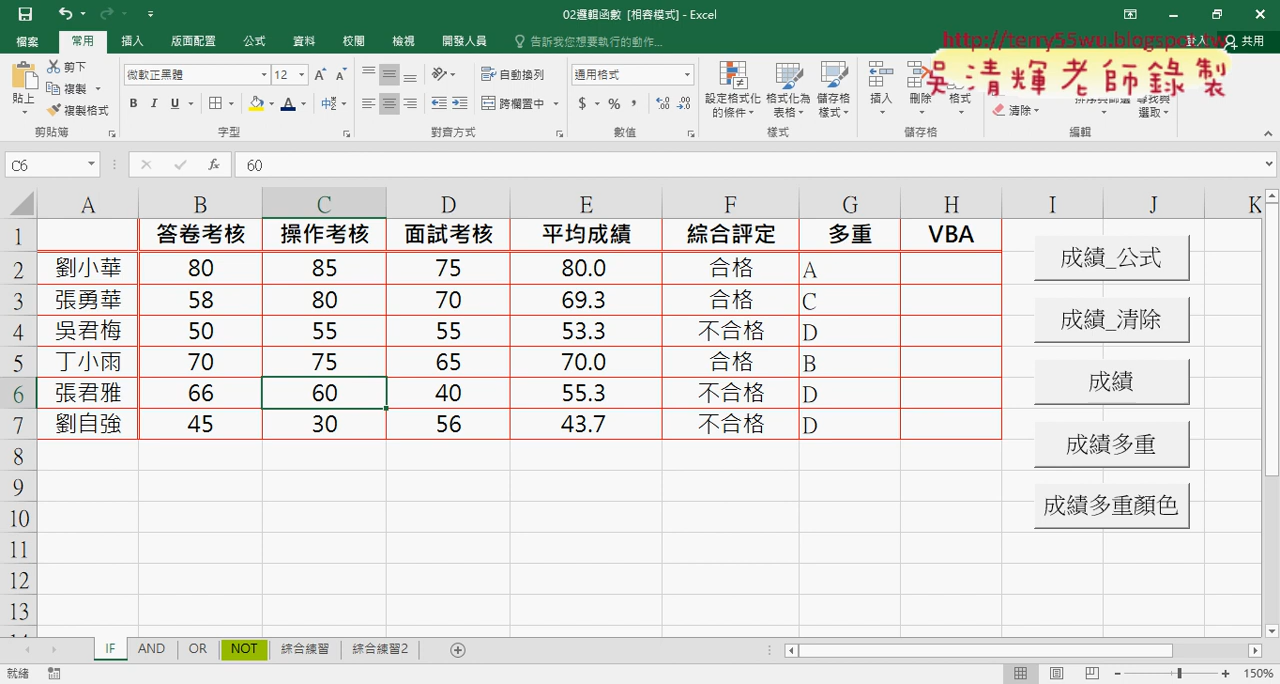 02邏輯函數 [相容模式] - Excel
檔案 常用 插入 版面配置 公式 資料 校閱 檢視 開發人員 告訴我您想要執行的動作... 登入 共用
http://terry55wu.blogspot.tw
吳清輝老師錄製
貼上 剪下 複製 複製格式 剪貼簿
微軟正黑體 12 B I U 字型
自動換列 跨欄置中 對齊方式
通用格式 $ % 數值
設定格式化的條件 格式化為表格 儲存格樣式 樣式
插入 刪除 格式 儲存格
清除 排序與篩選 尋找與選取 編輯
C6 fx 60
A B C D E F G H I J K
1 答卷考核 操作考核 面試考核 平均成績 綜合評定 多重 VBA
2 劉小華 80 85 75 80.0 合格 A
3 張勇華 58 80 70 69.3 合格 C
4 吳君梅 50 55 55 53.3 不合格 D
5 丁小雨 70 75 65 70.0 合格 B
6 張君雅 66 60 40 55.3 不合格 D
7 劉自強 45 30 56 43.7 不合格 D
8
9
10
11
12
13
成績_公式
成績_清除
成績
成績多重
成績多重顏色
IF AND OR NOT 綜合練習 綜合練習2
就緒 150%